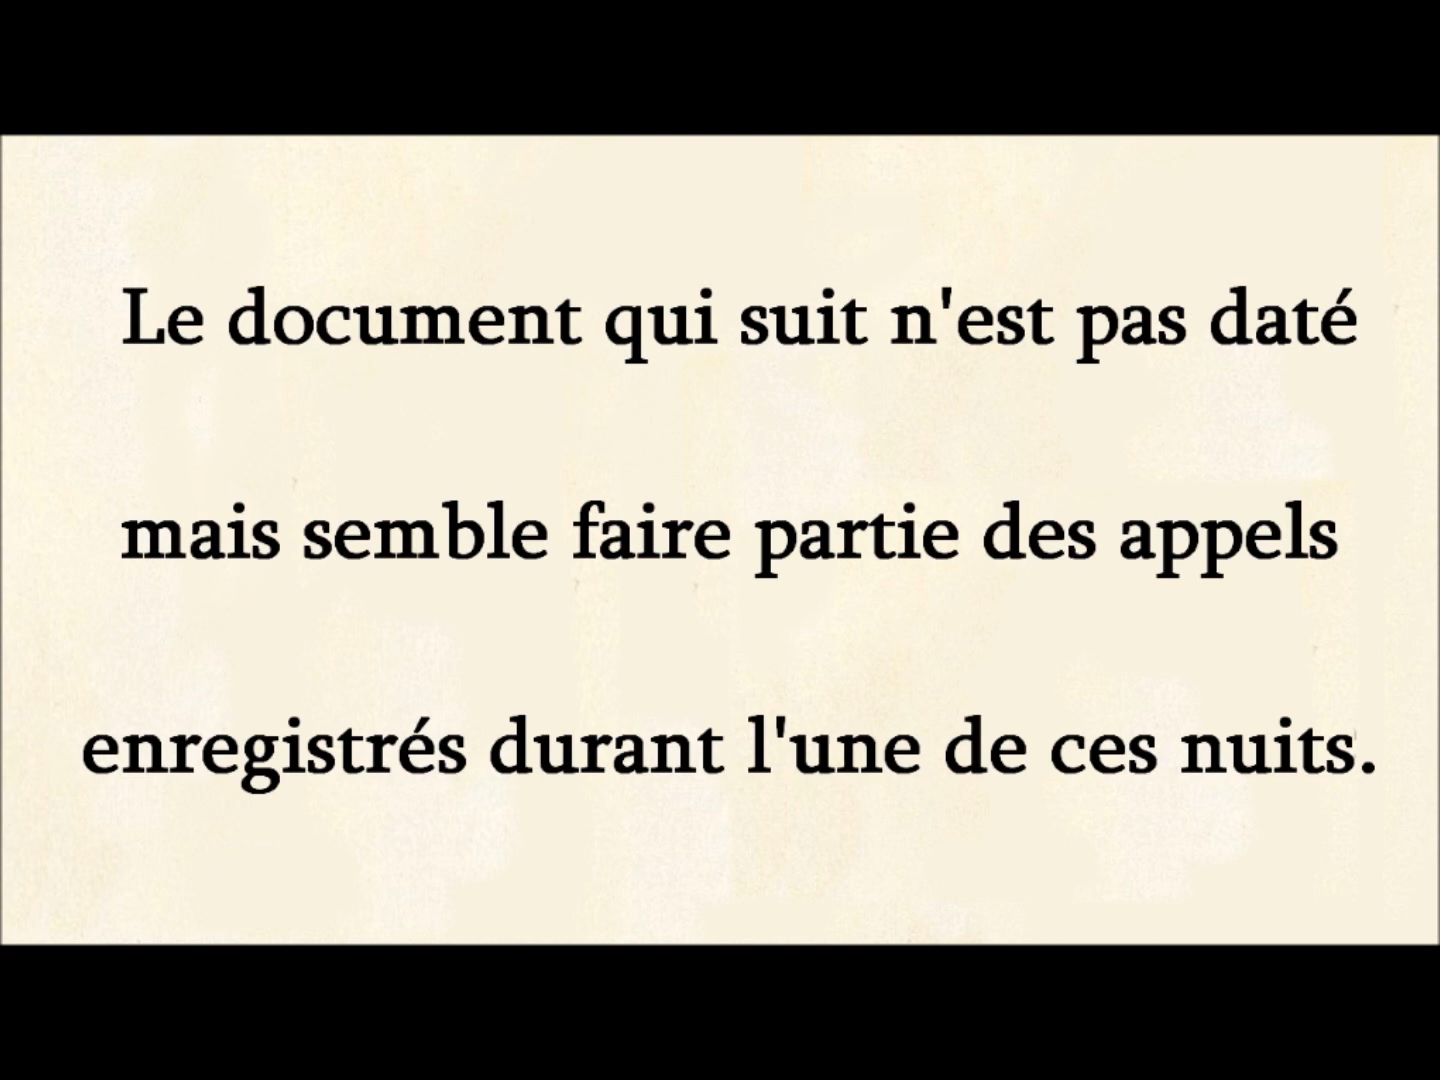 Le document qui suit n'est pas daté
mais semble faire partie des appels
enregistrés durant l'une de ces nuits.